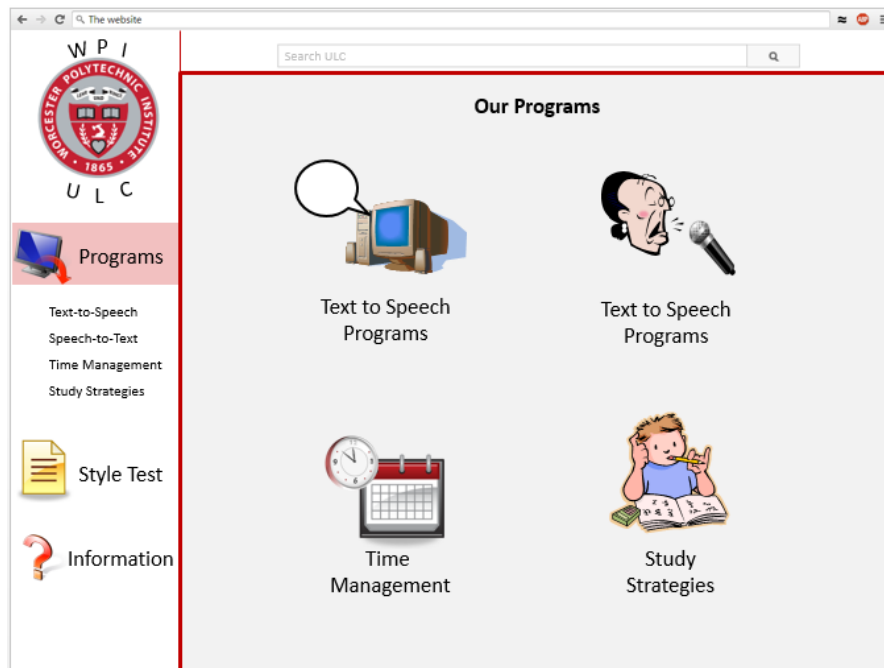 The website
W P I
WORCESTER POLYTECHNIC INSTITUTE
1865
U L C
Search ULC
Our Programs
Programs
Text-to-Speech
Speech-to-Text
Time Management
Study Strategies
Style Test
Information
Text to Speech
Programs
Text to Speech
Programs
Time
Management
Study
Strategies